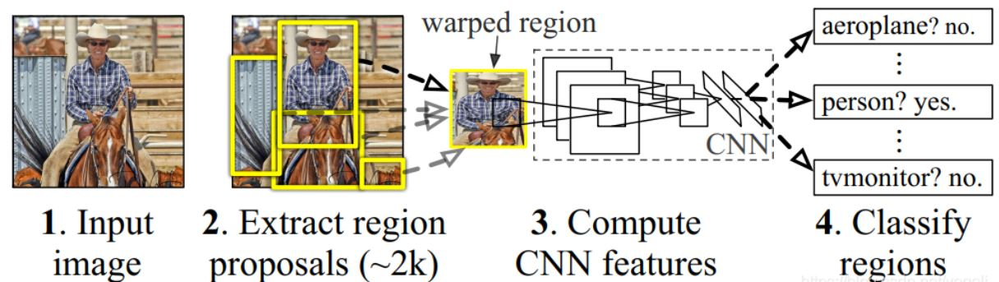 warped region
aeroplane? no.
person? yes.
CNN
tvmonitor? no.
1. Input
image
2. Extract region
proposals (~2k)
3. Compute
CNN features
4. Classify
regions